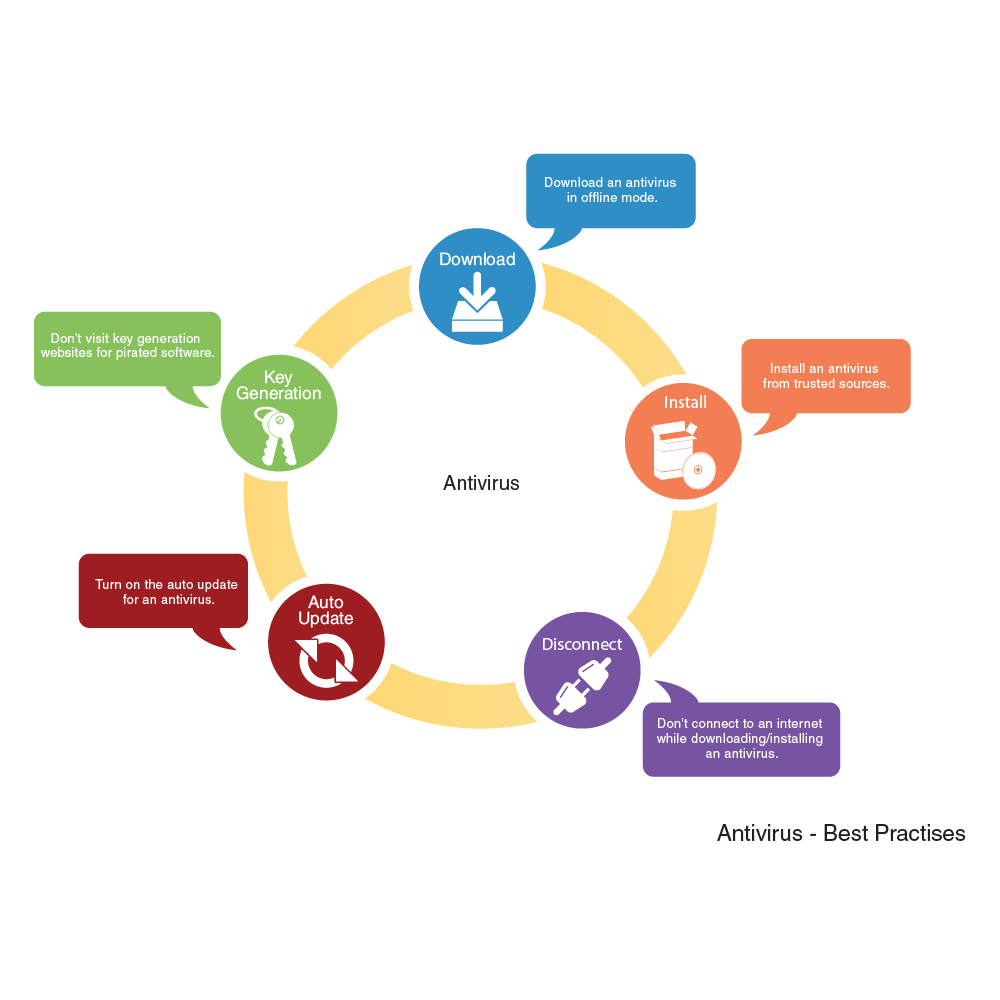 Download an antivirus
in offline mode.
Download
Install an antivirus
from trusted sources.
Install
Don't connect to an internet
while downloading/installing
an antivirus.
Disconnect
Turn on the auto update
for an antivirus.
Auto
Update
Don't visit key generation
websites for pirated software.
Key
Generation
Antivirus
Antivirus - Best Practises